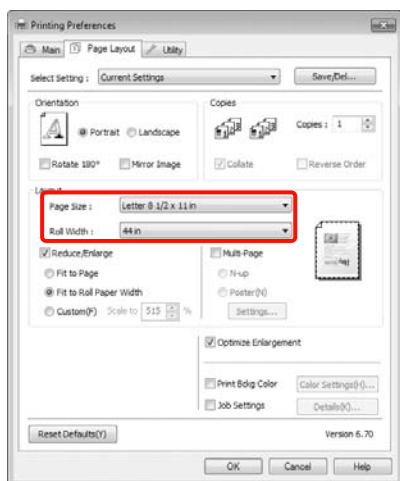 Printing Preferences
Main Page Layout Utility
Select Setting : Current Settings Save/Del...
Orientation
Portrait Landscape
Rotate 180° Mirror Image
Copies
Copies : 1
Collate Reverse Order
Layout
Page Size : Letter 8 1/2 x 11 in
Roll Width : 44 in
Reduce/Enlarge
Fit to Page
Fit to Roll Paper Width
Custom(F) Scale to 515 %
Multi-Page
N-up
Poster(N)
Settings...
Optimize Enlargement
Print Bckg Color Color Settings(H)...
Job Settings Details(K)...
Reset Defaults(Y) Version 6.70
OK Cancel Help